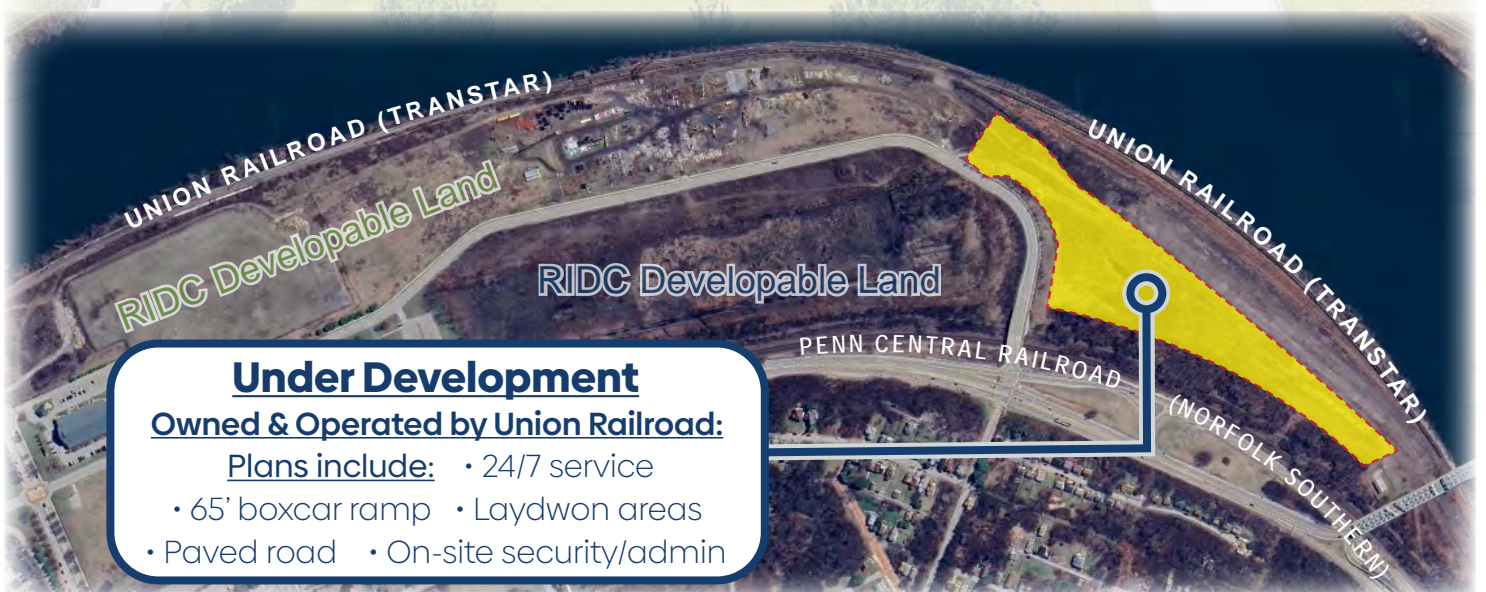 UNION RAILROAD (TRANSTAR)
UNION RAILROAD (TRANSTAR)
RIDC Developable Land
RIDC Developable Land
PENN CENTRAL RAILROAD
(NORFOLK SOUTHERN)
Under Development
Owned & Operated by Union Railroad:
Plans include: • 24/7 service
• 65’ boxcar ramp • Laydwon areas
• Paved road • On-site security/admin